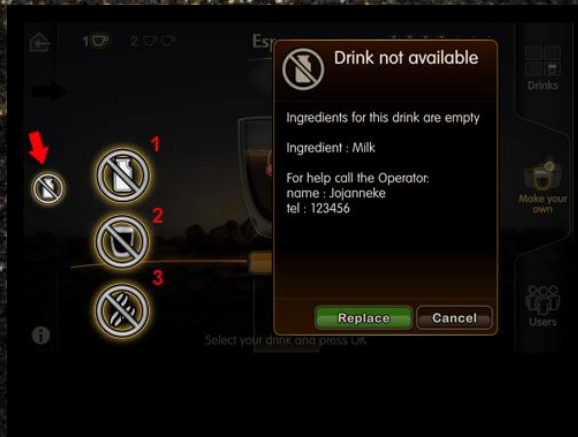 1
2
Esp
Drink not available
Drinks
Ingredients for this drink are empty
Ingredient : Milk
1
For help call the Operator:
name : Jojanneke
tel : 123456
Make your
own
2
3
Replace
Cancel
Users
Select your drink and press OK